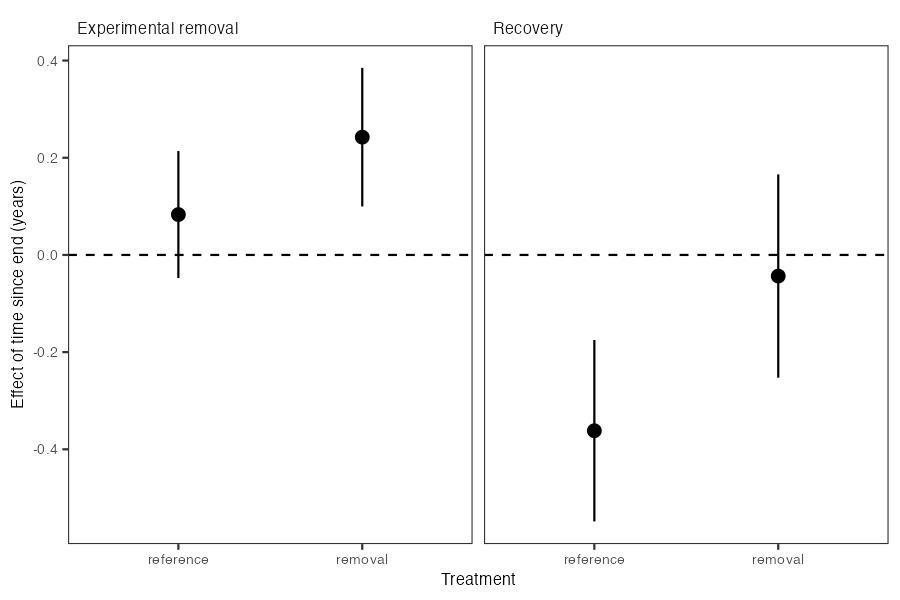 Experimental removal
Recovery
Effect of time since end (years)
0.4
0.2
0.0
-0.2
-0.4
reference
removal
reference
removal
Treatment